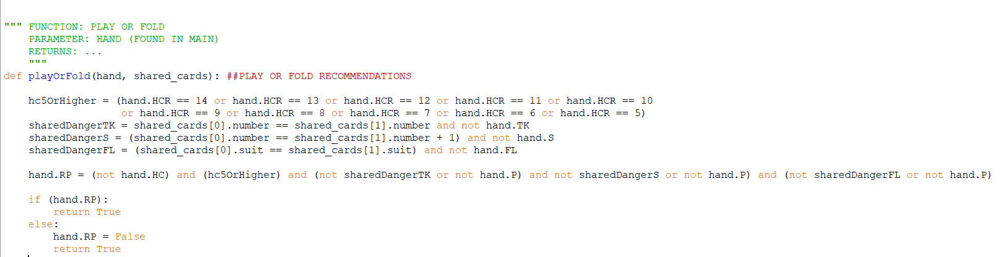 """ FUNCTION: PLAY OR FOLD
    PARAMETER: HAND (FOUND IN MAIN)
    RETURNS: ...
    """
def playOrFold(hand, shared_cards): ##PLAY OR FOLD RECOMMENDATIONS
    hc5OrHigher = (hand.HCR == 14 or hand.HCR == 13 or hand.HCR == 12 or hand.HCR == 11 or hand.HCR == 10
                   or hand.HCR == 9 or hand.HCR == 8 or hand.HCR == 7 or hand.HCR == 6 or hand.HCR == 5)
    sharedDangerTK = shared_cards[0].number == shared_cards[1].number and not hand.TK
    sharedDangerS = (shared_cards[0].number == shared_cards[1].number + 1) and not hand.S
    sharedDangerFL = (shared_cards[0].suit == shared_cards[1].suit) and not hand.FL
    hand.RP = (not hand.HC) and (hc5OrHigher) and (not sharedDangerTK or not hand.P) and not sharedDangerS or not hand.P) and (not sharedDangerFL or not hand.P)
    if (hand.RP):
        return True
    else:
        hand.RP = False
        return True